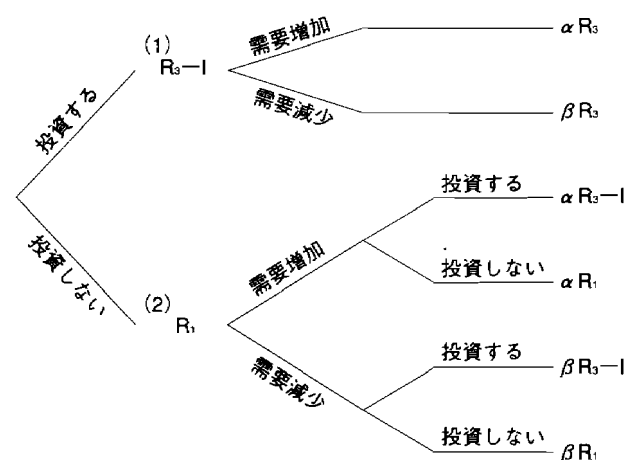 需要増加
αR₃
(1)
R₃−I
需要減少
βR₃
投資する
投資する
αR₃−I
投資しない
需要増加
投資しない
αR₁
(2)
R₁
投資する
βR₃−I
需要減少
投資しない
βR₁